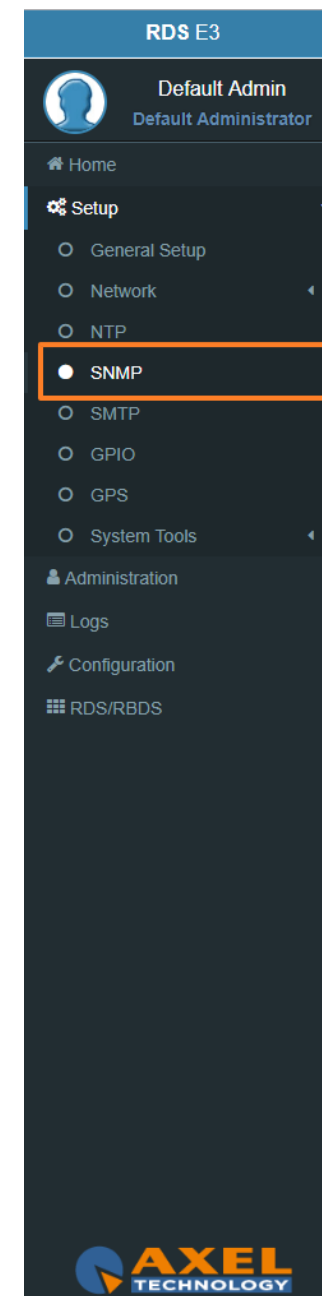 RDS E3
Default Admin
Default Administrator
Home
Setup
General Setup
Network
NTP
SNMP
SMTP
GPIO
GPS
System Tools
Administration
Logs
Configuration
RDS/RBDS
AXEL
TECHNOLOGY